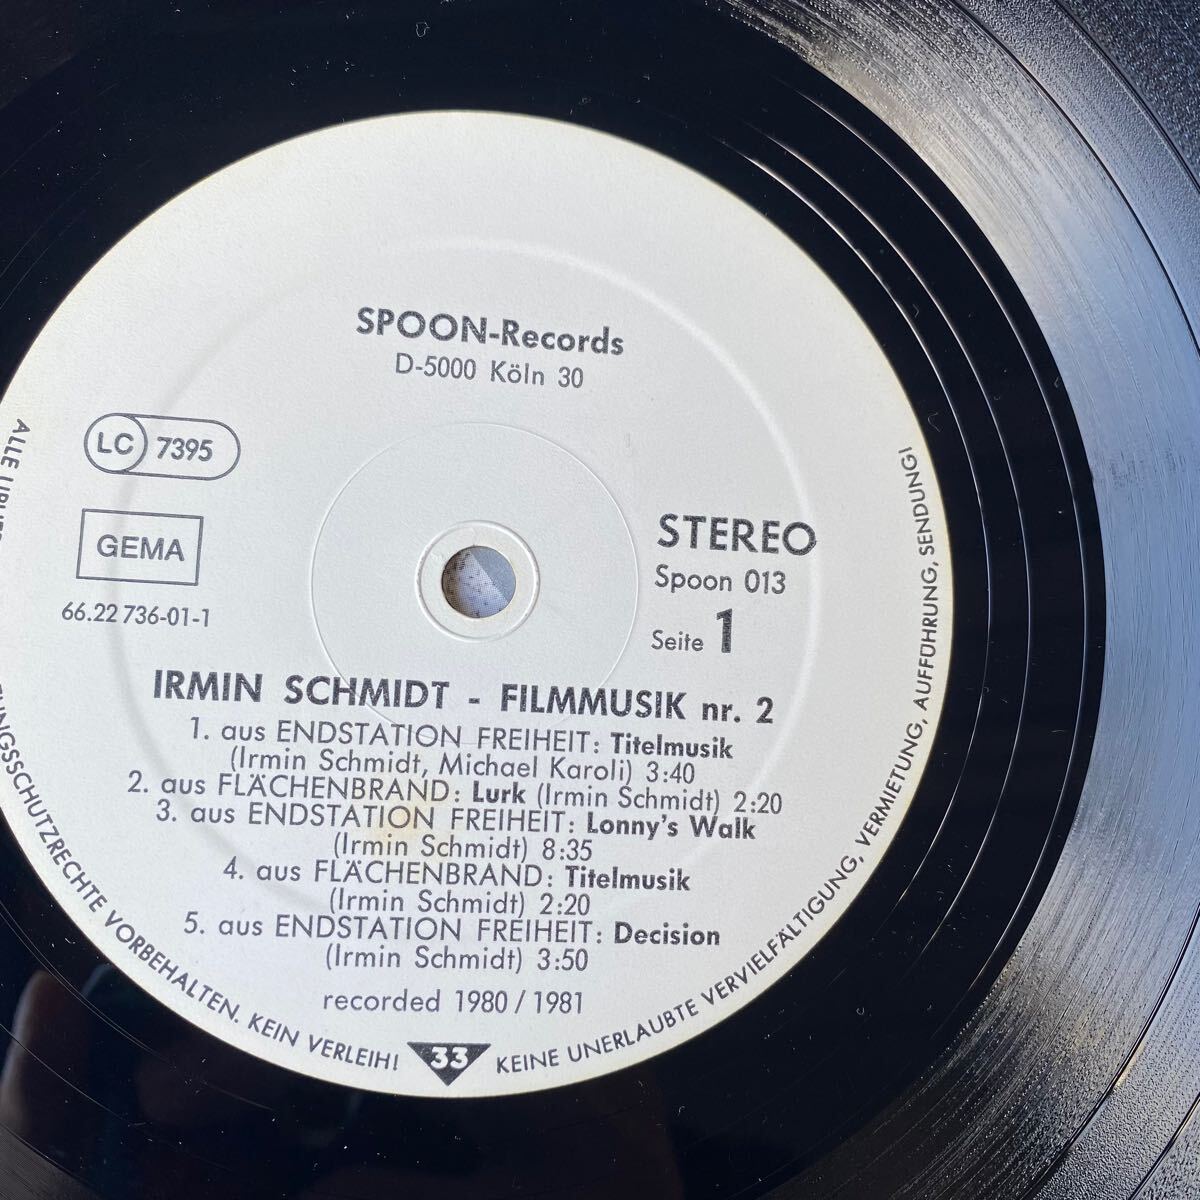 SPOON-Records
D-5000 Köln 30
LC 7395
GEMA
66.22 736-01-1
STEREO
Spoon 013
Seite 1
IRMIN SCHMIDT - FILMMUSIK nr. 2
1. aus ENDSTATION FREIHEIT: Titelmusik
(Irmin Schmidt, Michael Karoli) 3:40
2. aus FLÄCHENBRAND: Lurk (Irmin Schmidt) 2:20
3. aus ENDSTATION FREIHEIT: Lonny's Walk
(Irmin Schmidt) 8:35
4. aus FLÄCHENBRAND: Titelmusik
(Irmin Schmidt) 2:20
5. aus ENDSTATION FREIHEIT: Decision
(Irmin Schmidt) 3:50
recorded 1980 / 1981
33
ALLE
VORBEHALTEN. KEIN VERLEIH!
KEINE UNERLAUBTE VERVIELFÄLTIGUNG, VERMIETUNG, AUFFÜHRUNG, SENDUNG!